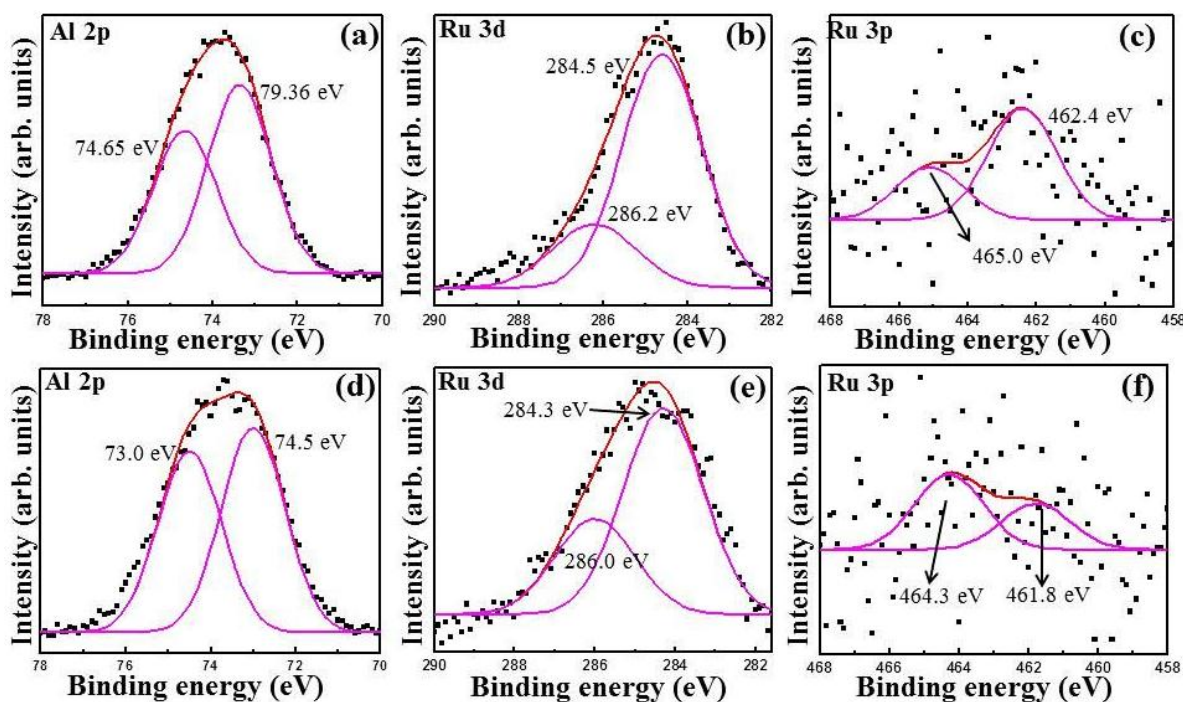 Al 2p
(a)
79.36 eV
74.65 eV
Intensity (arb. units)
78 76 74 72 70
Binding energy (eV)
Ru 3d
(b)
284.5 eV
286.2 eV
Intensity (arb. units)
290 288 286 284 282
Binding energy (eV)
Ru 3p
(c)
462.4 eV
465.0 eV
Intensity (arb. units)
468 466 464 462 460 458
Binding energy (eV)
Al 2p
(d)
73.0 eV
74.5 eV
Intensity (arb. units)
78 76 74 72 70
Binding energy (eV)
Ru 3d
(e)
284.3 eV
286.0 eV
Intensity (arb. units)
290 288 286 284 282
Binding energy (eV)
Ru 3p
(f)
464.3 eV
461.8 eV
Intensity (arb. units)
468 466 464 462 460 458
Binding energy (eV)